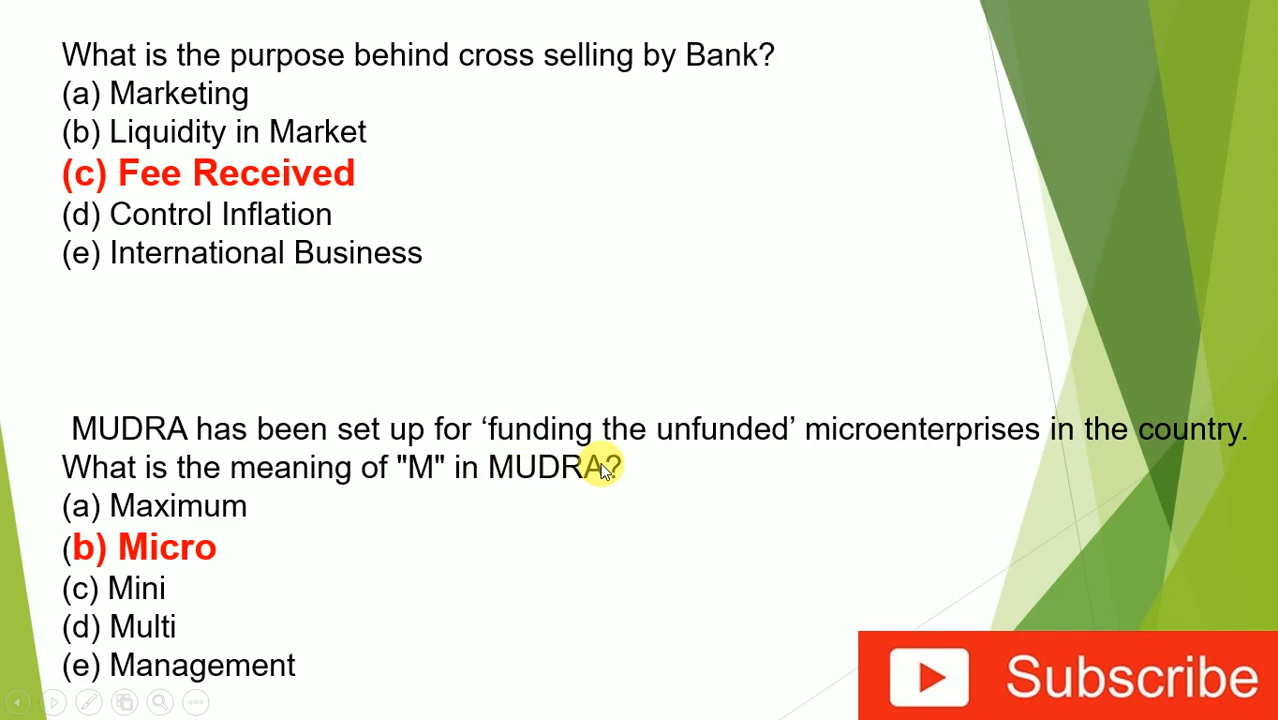 What is the purpose behind cross selling by Bank?
(a) Marketing
(b) Liquidity in Market
(c) Fee Received
(d) Control Inflation
(e) International Business
MUDRA has been set up for ‘funding the unfunded’ microenterprises in the country.
What is the meaning of "M" in MUDRA?
(a) Maximum
(b) Micro
(c) Mini
(d) Multi
(e) Management
Subscribe